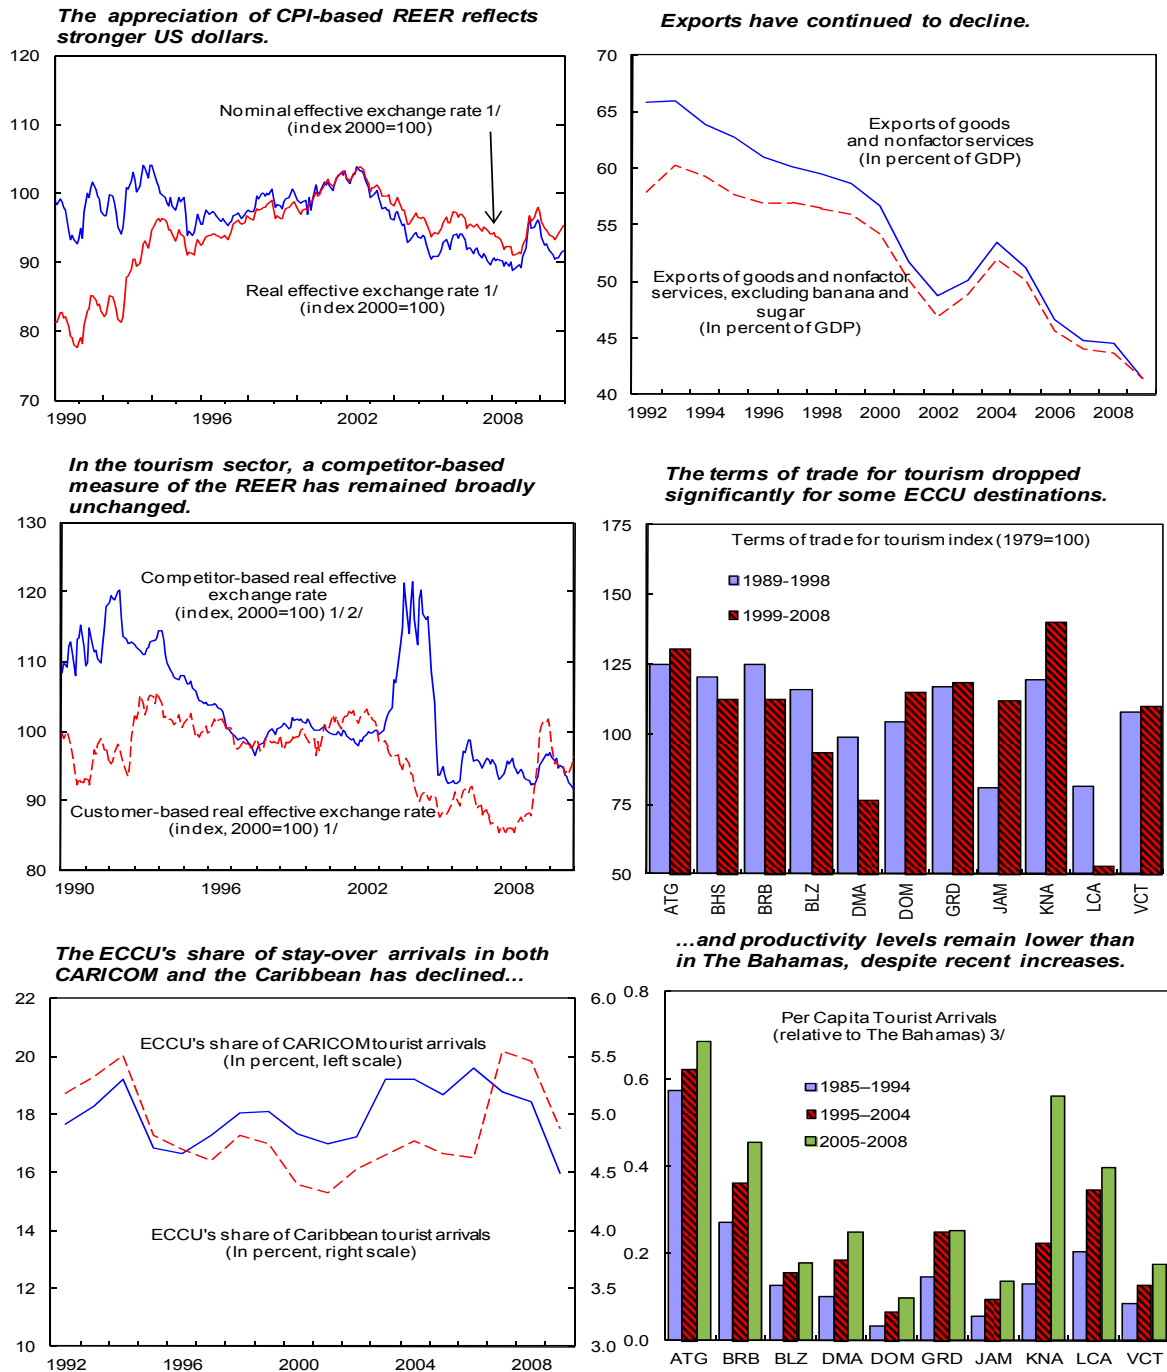 The appreciation of CPI-based REER reflects
stronger US dollars.
120
110
100
90
80
70
Nominal effective exchange rate 1/
(index 2000=100)
Real effective exchange rate 1/
(index 2000=100)
1990
1996
2002
2008
Exports have continued to decline.
70
65
60
55
50
45
40
Exports of goods
and nonfactor services
(In percent of GDP)
Exports of goods and nonfactor
services, excluding banana and
sugar
(In percent of GDP)
1992
1994
1996
1998
2000
2002
2004
2006
2008
In the tourism sector, a competitor-based
measure of the REER has remained broadly
unchanged.
130
120
110
100
90
80
Competitor-based real effective
exchange rate
(index, 2000=100) 1/ 2/
Customer-based real effective exchange rate
(index, 2000=100) 1/
1990
1996
2002
2008
The terms of trade for tourism dropped
significantly for some ECCU destinations.
175
150
125
100
75
50
Terms of trade for tourism index (1979=100)
1989-1998
1999-2008
ATG
BHS
BRB
BLZ
DMA
DOM
GRD
JAM
KNA
LCA
VCT
The ECCU's share of stay-over arrivals in both
CARICOM and the Caribbean has declined…
22
20
18
16
14
12
10
6.0
5.5
5.0
4.5
4.0
3.5
3.0
ECCU's share of CARICOM tourist arrivals
(In percent, left scale)
ECCU's share of Caribbean tourist arrivals
(In percent, right scale)
1992
1996
2000
2004
2008
…and productivity levels remain lower than
in The Bahamas, despite recent increases.
0.8
0.6
0.4
0.2
0.0
Per Capita Tourist Arrivals
(relative to The Bahamas) 3/
1985–1994
1995–2004
2005-2008
ATG
BRB
BLZ
DMA
DOM
GRD
JAM
KNA
LCA
VCT